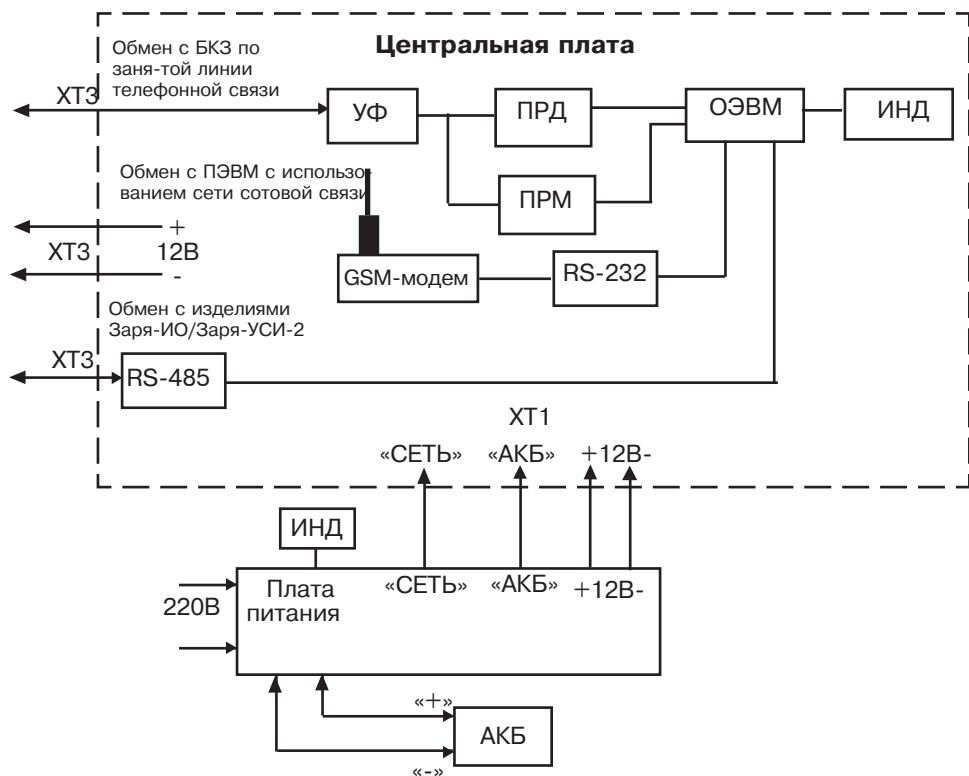 Обмен с БКЗ по
заня-той линии
телефонной связи
Центральная плата
ХТ3
УФ
ПРД
ОЭВМ
ИНД
Обмен с ПЭВМ с использо-
ванием сети сотовой связи
ПРМ
+
ХТ3
12В
-
GSM-модем
RS-232
Обмен с изделиями
Заря-ИО/Заря-УСИ-2
ХТ3
RS-485
ХТ1
«СЕТЬ»
«АКБ»
+12В-
ИНД
220В
Плата
питания
«СЕТЬ»
«АКБ»
+12В-
«+»
АКБ
«-»